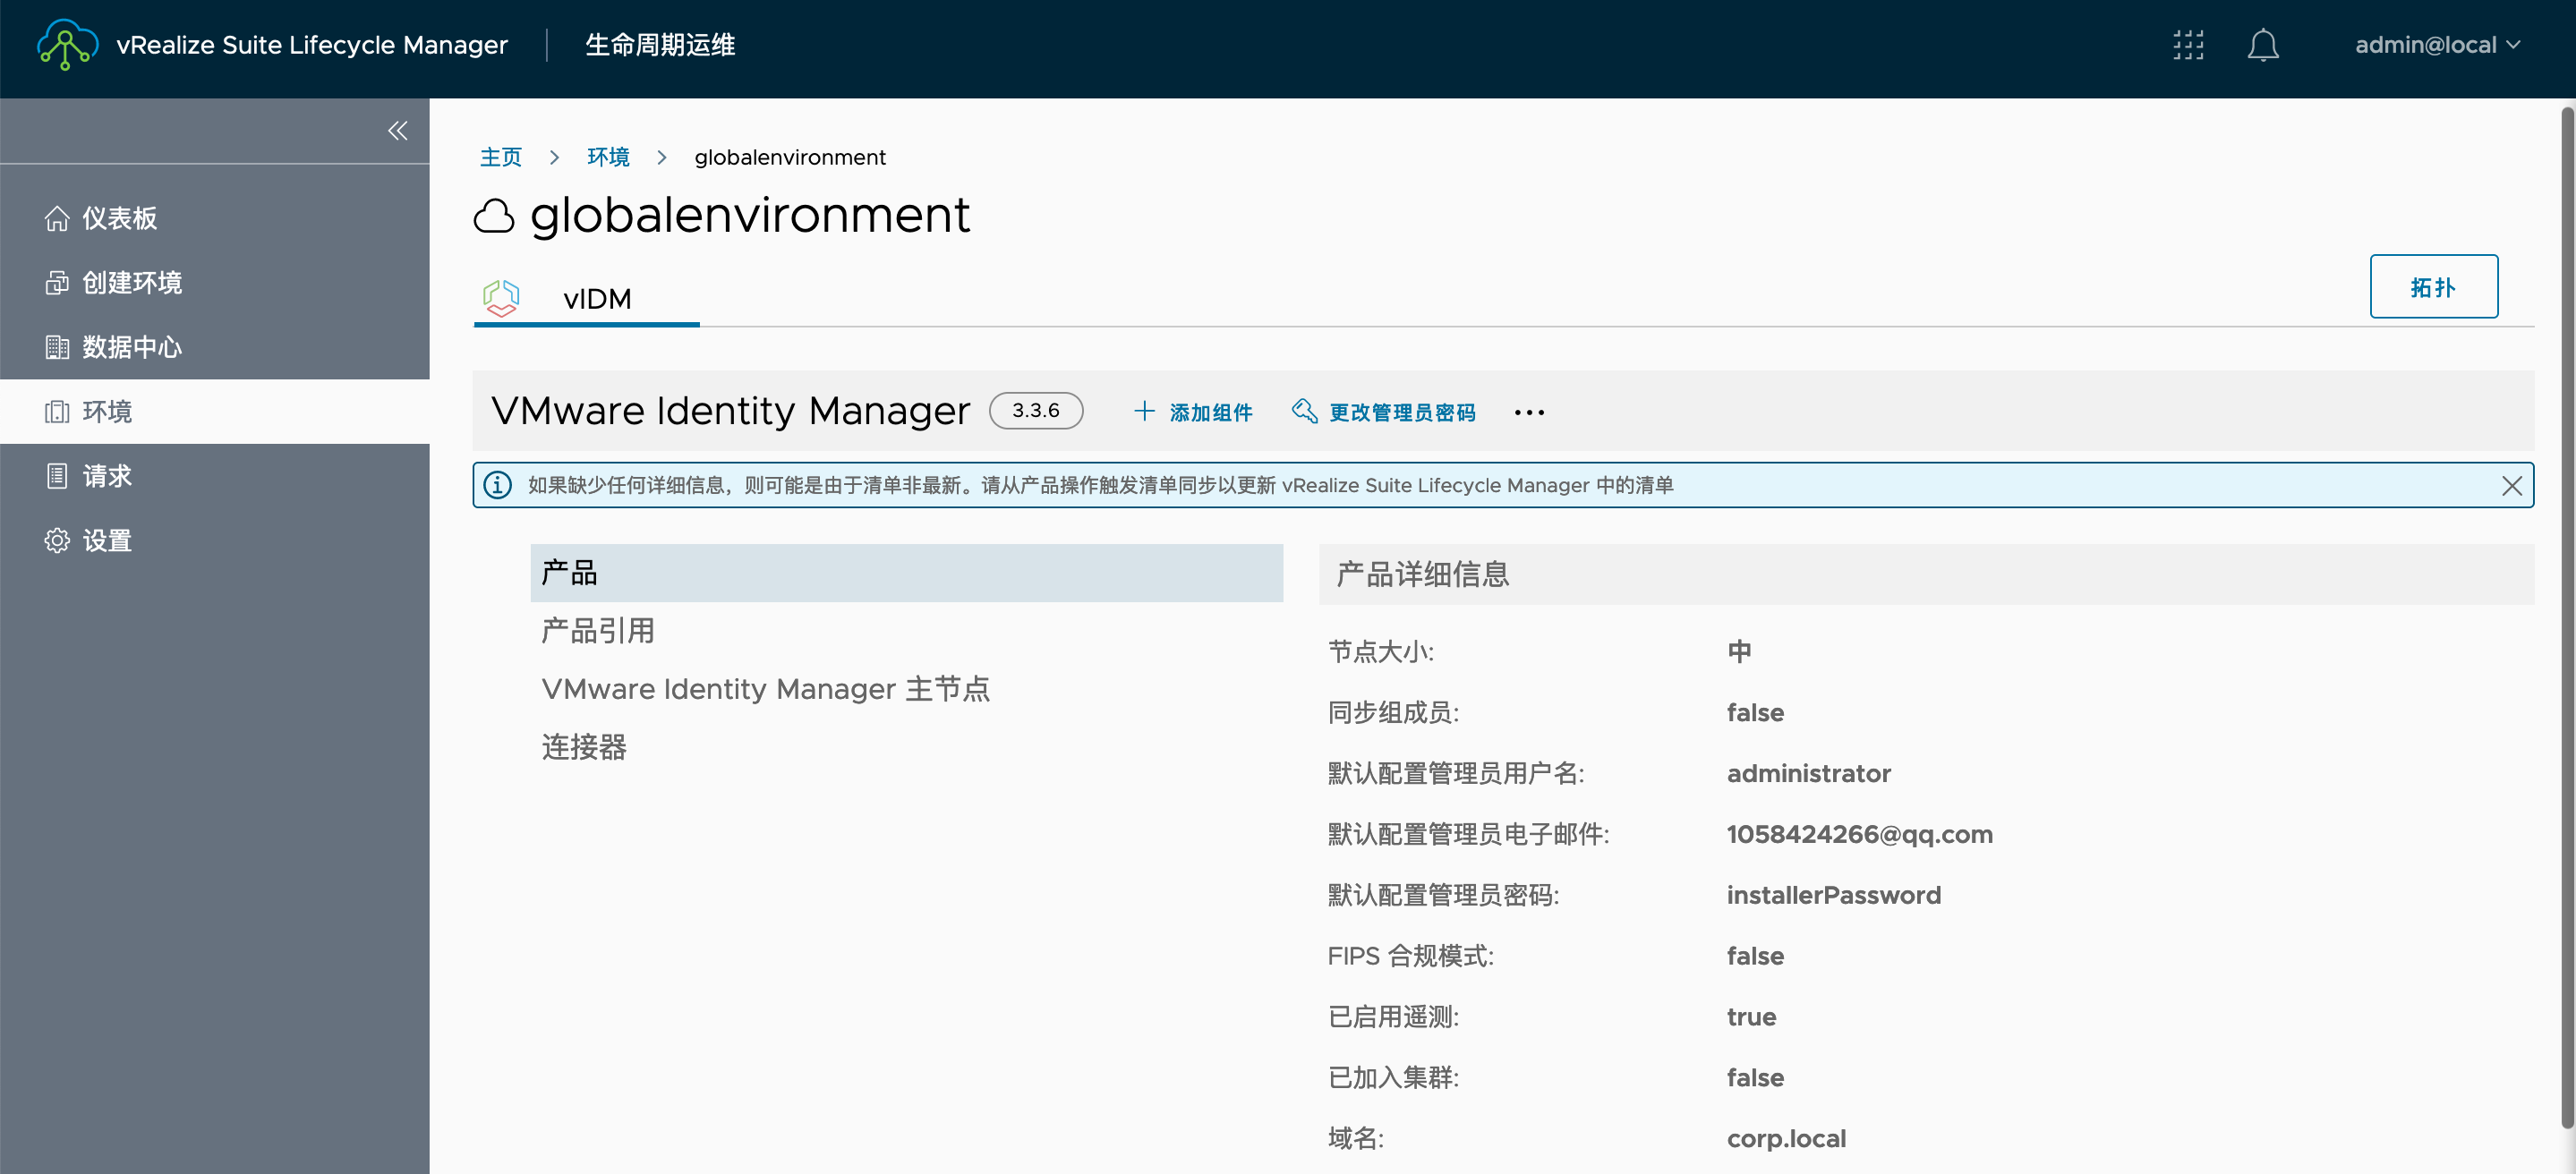 vRealize Suite Lifecycle Manager 生命周期运维 admin@local
主页 环境 globalenvironment
globalenvironment
仪表板
创建环境
数据中心
环境
请求
设置
vIDM 拓扑
VMware Identity Manager 3.3.6 添加组件 更改管理员密码
如果缺少任何详细信息，则可能是由于清单非最新。请从产品操作触发清单同步以更新 vRealize Suite Lifecycle Manager 中的清单
产品
产品引用
VMware Identity Manager 主节点
连接器
产品详细信息
节点大小: 中
同步组成员: false
默认配置管理员用户名: administrator
默认配置管理员电子邮件: 1058424266@qq.com
默认配置管理员密码: installerPassword
FIPS 合规模式: false
已启用遥测: true
已加入集群: false
域名: corp.local